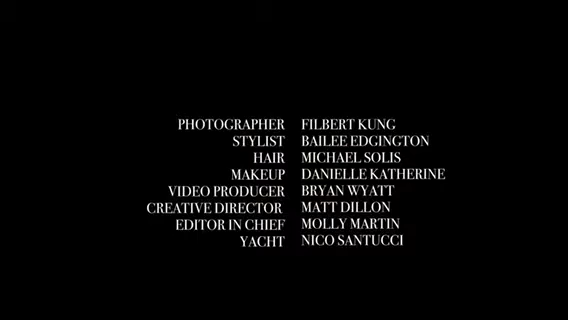 PHOTOGRAPHER FILBERT KUNG
STYLIST BAILEE EDGINGTON
HAIR MICHAEL SOLIS
MAKEUP DANIELLE KATHERINE
VIDEO PRODUCER BRYAN WYATT
CREATIVE DIRECTOR MATT DILLON
EDITOR IN CHIEF MOLLY MARTIN
YACHT NICO SANTUCCI